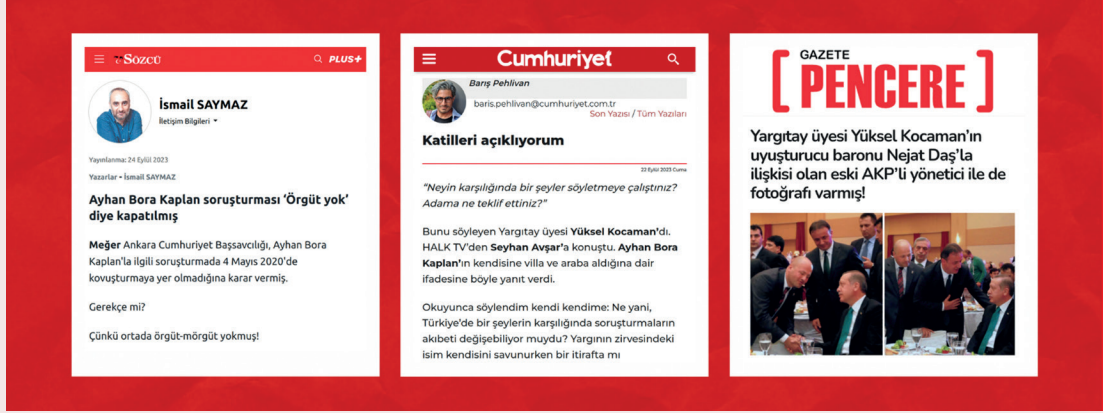 SÖZCÜ
PLUS+
İsmail SAYMAZ
İletişim Bilgileri
Yayınlanma: 24 Eylül 2023
Yazarlar • İsmail SAYMAZ
Ayhan Bora Kaplan soruşturması ‘Örgüt yok’
diye kapatılmış
Meğer Ankara Cumhuriyet Başsavcılığı, Ayhan Bora
Kaplan'la ilgili soruşturmada 4 Mayıs 2020'de
kovuşturmaya yer olmadığına karar vermiş.
Gerekçe mi?
Çünkü ortada örgüt-mörgüt yokmuş!
Cumhuriyet
Barış Pehlivan
baris.pehlivan@cumhuriyet.com.tr
Son Yazısı / Tüm Yazıları
Katilleri açıklıyorum
22 Eylül 2023 Cuma
“Neyin karşılığında bir şeyler söyletmeye çalıştınız?
Adama ne teklif ettiniz?”
Bunu söyleyen Yargıtay üyesi Yüksel Kocaman’dı.
HALK TV’den Seyhan Avşar’a konuştu. Ayhan Bora
Kaplan’ın kendisine villa ve araba aldığına dair
ifadesine böyle yanıt verdi.
Okuyunca söylendim kendi kendime: Ne yani,
Türkiye’de bir şeylerin karşılığında soruşturmaların
akıbeti değişebiliyor muydu? Yargının zirvesindeki
isim kendisini savunurken bir itirafta mı
GAZETE
[ PENCERE ]
Yargıtay üyesi Yüksel Kocaman’ın
uyuşturucu baronu Nejat Daş’la
ilişkisi olan eski AKP’li yönetici ile de
fotoğrafı varmış!